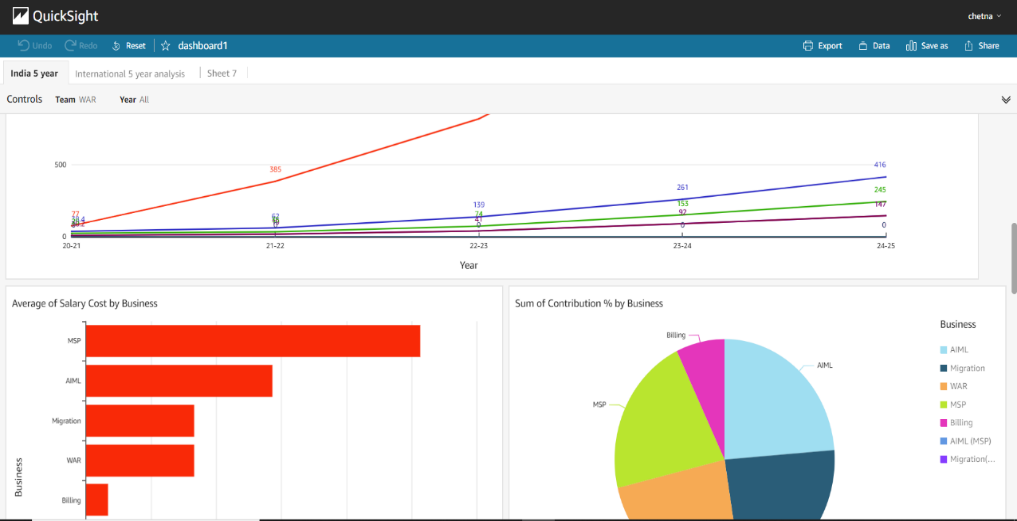 QuickSight
chetna
Undo Redo Reset dashboard1 Export Data Save as Share
India 5 year International 5 year analysis Sheet 7
Controls Team WAR Year All
500
385
416
261
245
139
153
147
77
74
92
62
41
0 0 0 0
0
20-21 21-22 22-23 23-24 24-25
Year
Average of Salary Cost by Business
Sum of Contribution % by Business
Business
MSP
AIML
Migration
WAR
Billing
Business
Billing
AIML
MSP
AIML
Migration
WAR
MSP
Billing
AIML (MSP)
Migration(...